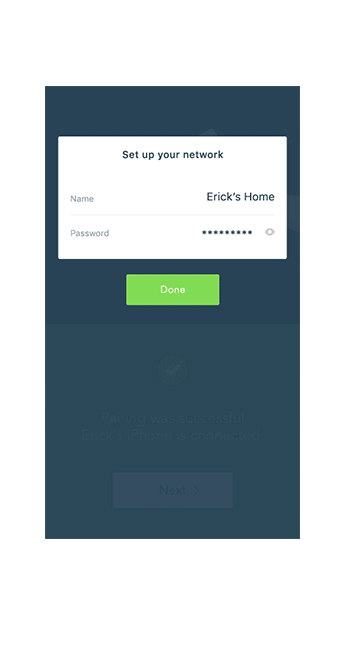 Set up your network
Name
Erick's Home
Password
•••••••••
Done
Pairing was successful
Erick's iPhone is connected
Next >